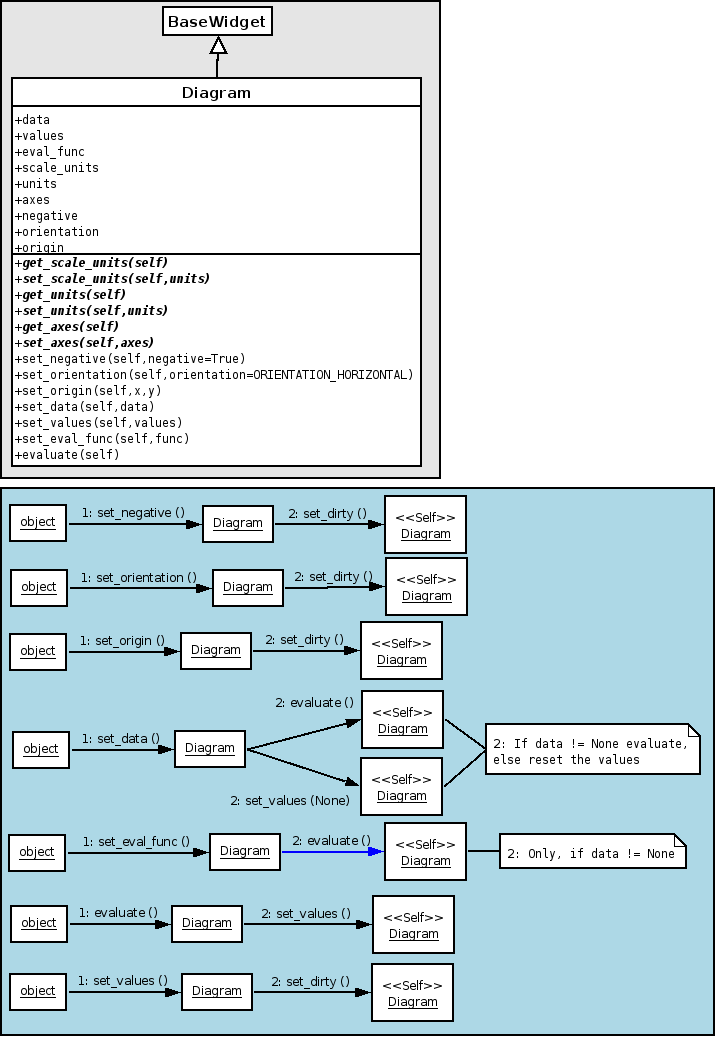 BaseWidget
Diagram
+data
+values
+eval_func
+scale_units
+units
+axes
+negative
+orientation
+origin
+get_scale_units(self)
+set_scale_units(self,units)
+get_units(self)
+set_units(self,units)
+get_axes(self)
+set_axes(self,axes)
+set_negative(self,negative=True)
+set_orientation(self,orientation=ORIENTATION_HORIZONTAL)
+set_origin(self,x,y)
+set_data(self,data)
+set_values(self,values)
+set_eval_func(self,func)
+evaluate(self)
object
1: set_negative ()
Diagram
2: set_dirty ()
<<Self>>
Diagram
object
1: set_orientation ()
Diagram
2: set_dirty ()
<<Self>>
Diagram
object
1: set_origin ()
Diagram
2: set_dirty ()
<<Self>>
Diagram
object
1: set_data ()
Diagram
2: evaluate ()
<<Self>>
Diagram
2: set_values (None)
<<Self>>
Diagram
2: If data != None evaluate,
else reset the values
object
1: set_eval_func ()
Diagram
2: evaluate ()
<<Self>>
Diagram
2: Only, if data != None
object
1: evaluate ()
Diagram
2: set_values ()
<<Self>>
Diagram
object
1: set_values ()
Diagram
2: set_dirty ()
<<Self>>
Diagram